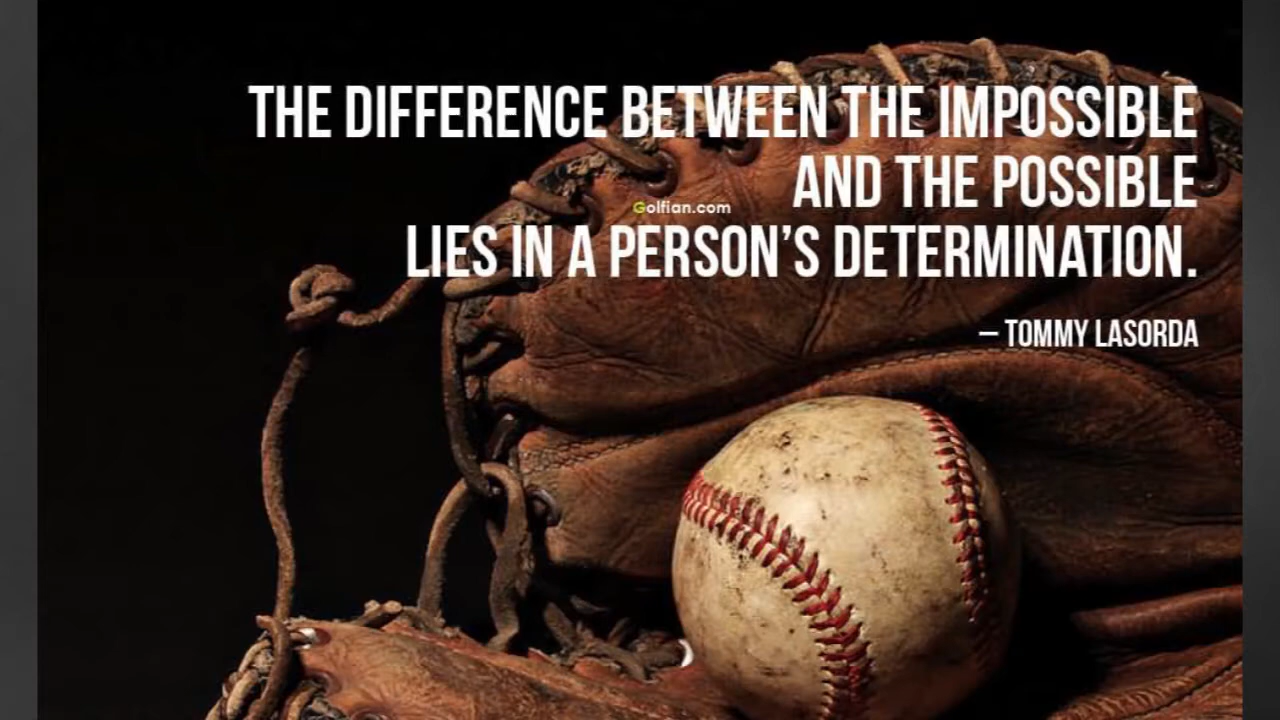 THE DIFFERENCE BETWEEN THE IMPOSSIBLE
AND THE POSSIBLE
Golfian.com
LIES IN A PERSON'S DETERMINATION.
– TOMMY LASORDA